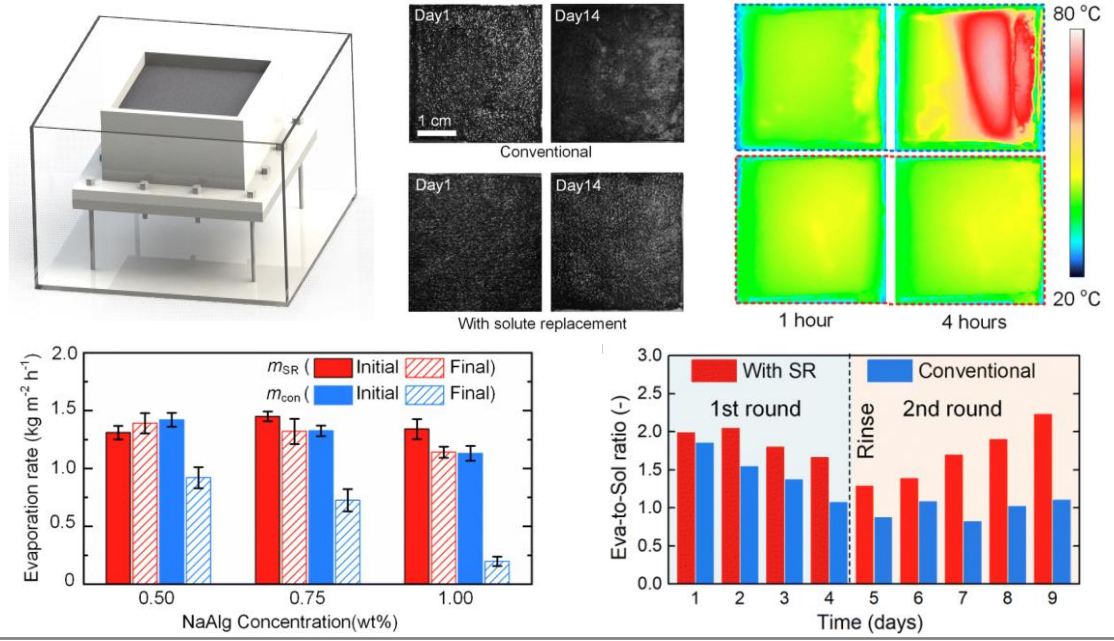 Day1
Day14
1 cm
Conventional
Day1
Day14
With solute replacement
80 °C
20 °C
1 hour
4 hours
Evaporation rate (kg m-2 h-1)
2.0
1.5
1.0
0.5
0
mSR ( Initial Final)
mcon ( Initial Final)
0.50
0.75
1.00
NaAlg Concentration(wt%)
Eva-to-Sol ratio (-)
3.0
2.5
2.0
1.5
1.0
0.5
0.0
With SR
Conventional
1st round
Rinse
2nd round
1 2 3 4 5 6 7 8 9
Time (days)